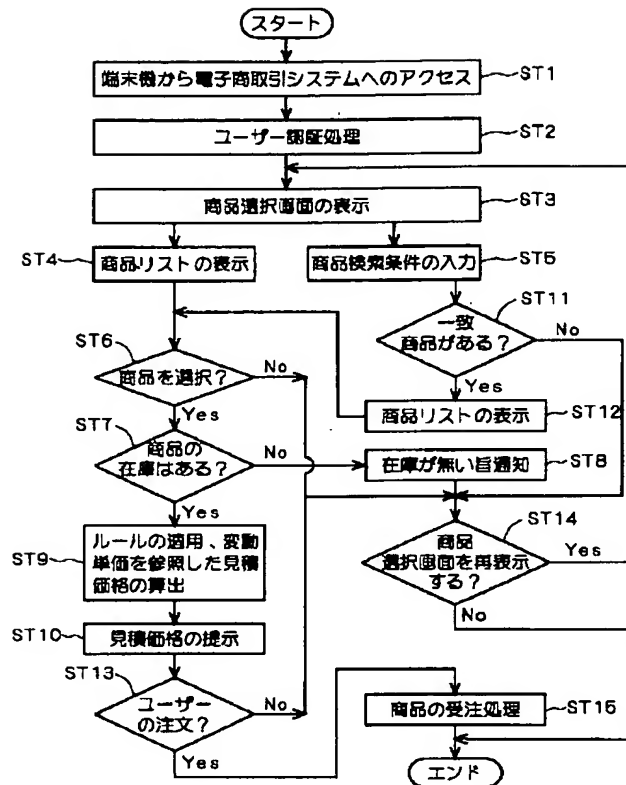 スタート
端末機から電子商取引システムへのアクセス
ST1
ユーザー認証処理
ST2
商品選択画面の表示
ST3
ST4
商品リストの表示
商品検索条件の入力
ST5
ST11
一致
商品がある?
No
Yes
ST6
商品を選択?
No
Yes
商品リストの表示
ST12
ST7
商品の
在庫はある?
No
Yes
在庫が無い旨通知
ST8
ST14
商品
選択画面を再表示
する?
Yes
No
ST9
ルールの適用、変動
単価を参照した見積
価格の算出
ST10
見積価格の提示
ST13
ユーザー
の注文?
No
Yes
商品の受注処理
ST15
エンド